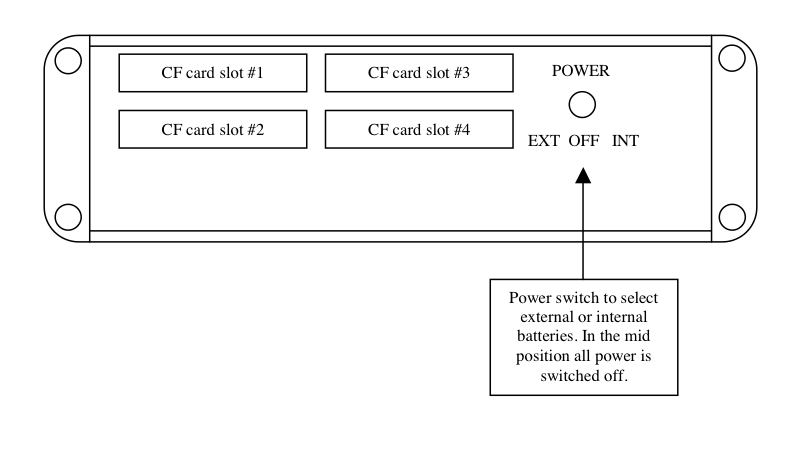 CF card slot #1
CF card slot #3
POWER
CF card slot #2
CF card slot #4
EXT OFF INT
Power switch to select
external or internal
batteries. In the mid
position all power is
switched off.